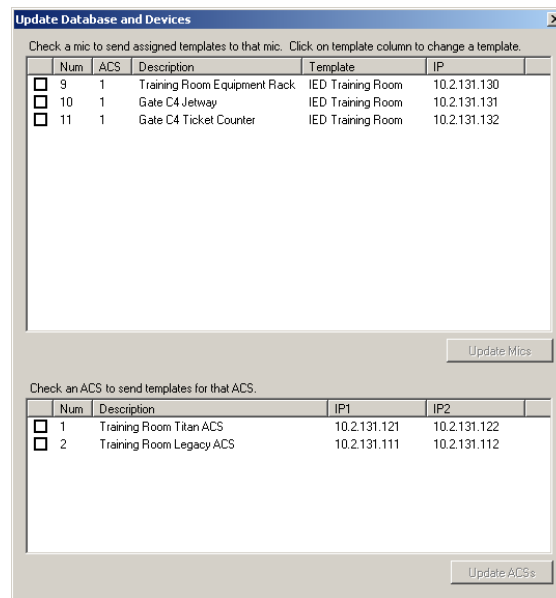 Update Database and Devices
Check a mic to send assigned templates to that mic. Click on template column to change a template.
Num ACS Description Template IP
9 1 Training Room Equipment Rack IED Training Room 10.2.131.130
10 1 Gate C4 Jetway IED Training Room 10.2.131.131
11 1 Gate C4 Ticket Counter IED Training Room 10.2.131.132
Update Mics
Check an ACS to send templates for that ACS.
Num Description IP1 IP2
1 Training Room Titan ACS 10.2.131.121 10.2.131.122
2 Training Room Legacy ACS 10.2.131.111 10.2.131.112
Update ACSs